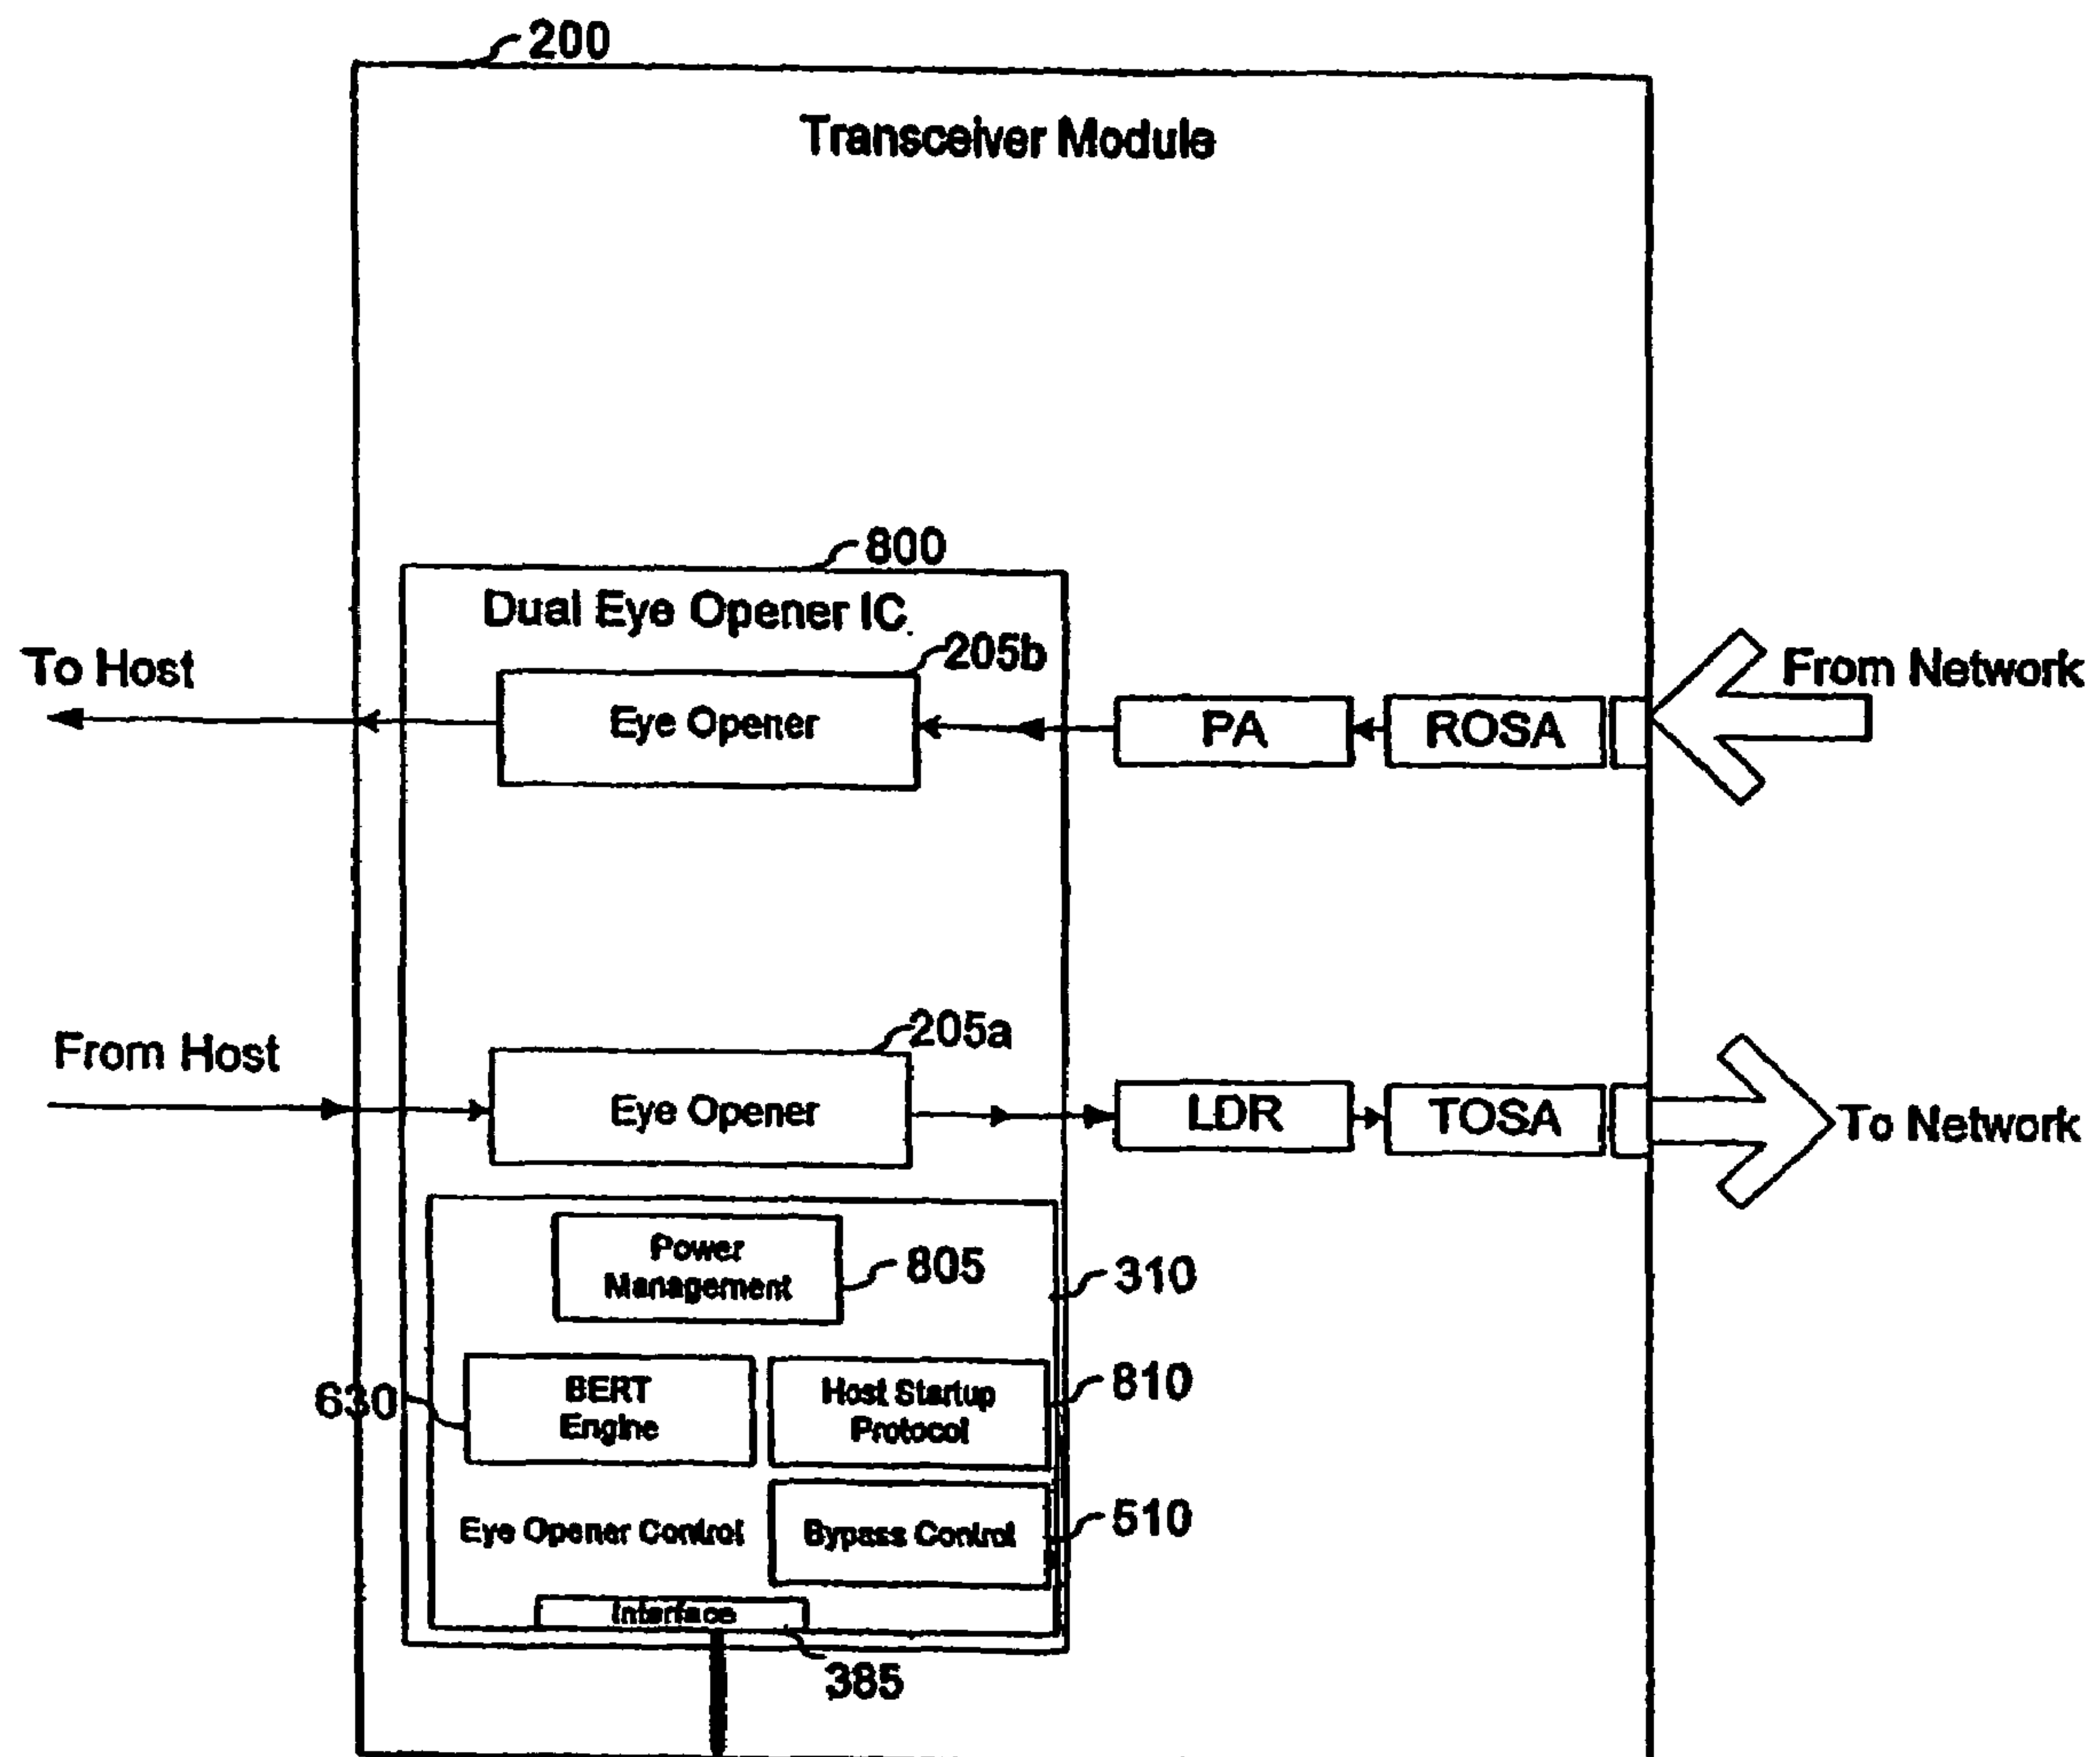 200
Transceiver Module
800
Dual Eye Opener IC
205b
To Host
From Network
Eye Opener
PA
ROSA
205a
From Host
Eye Opener
LDR
TOSA
To Network
Power
Management
805
310
630
BERT
Engine
Host Startup
Protocol
810
Eye Opener Control
Bypass Control
510
Interface
385